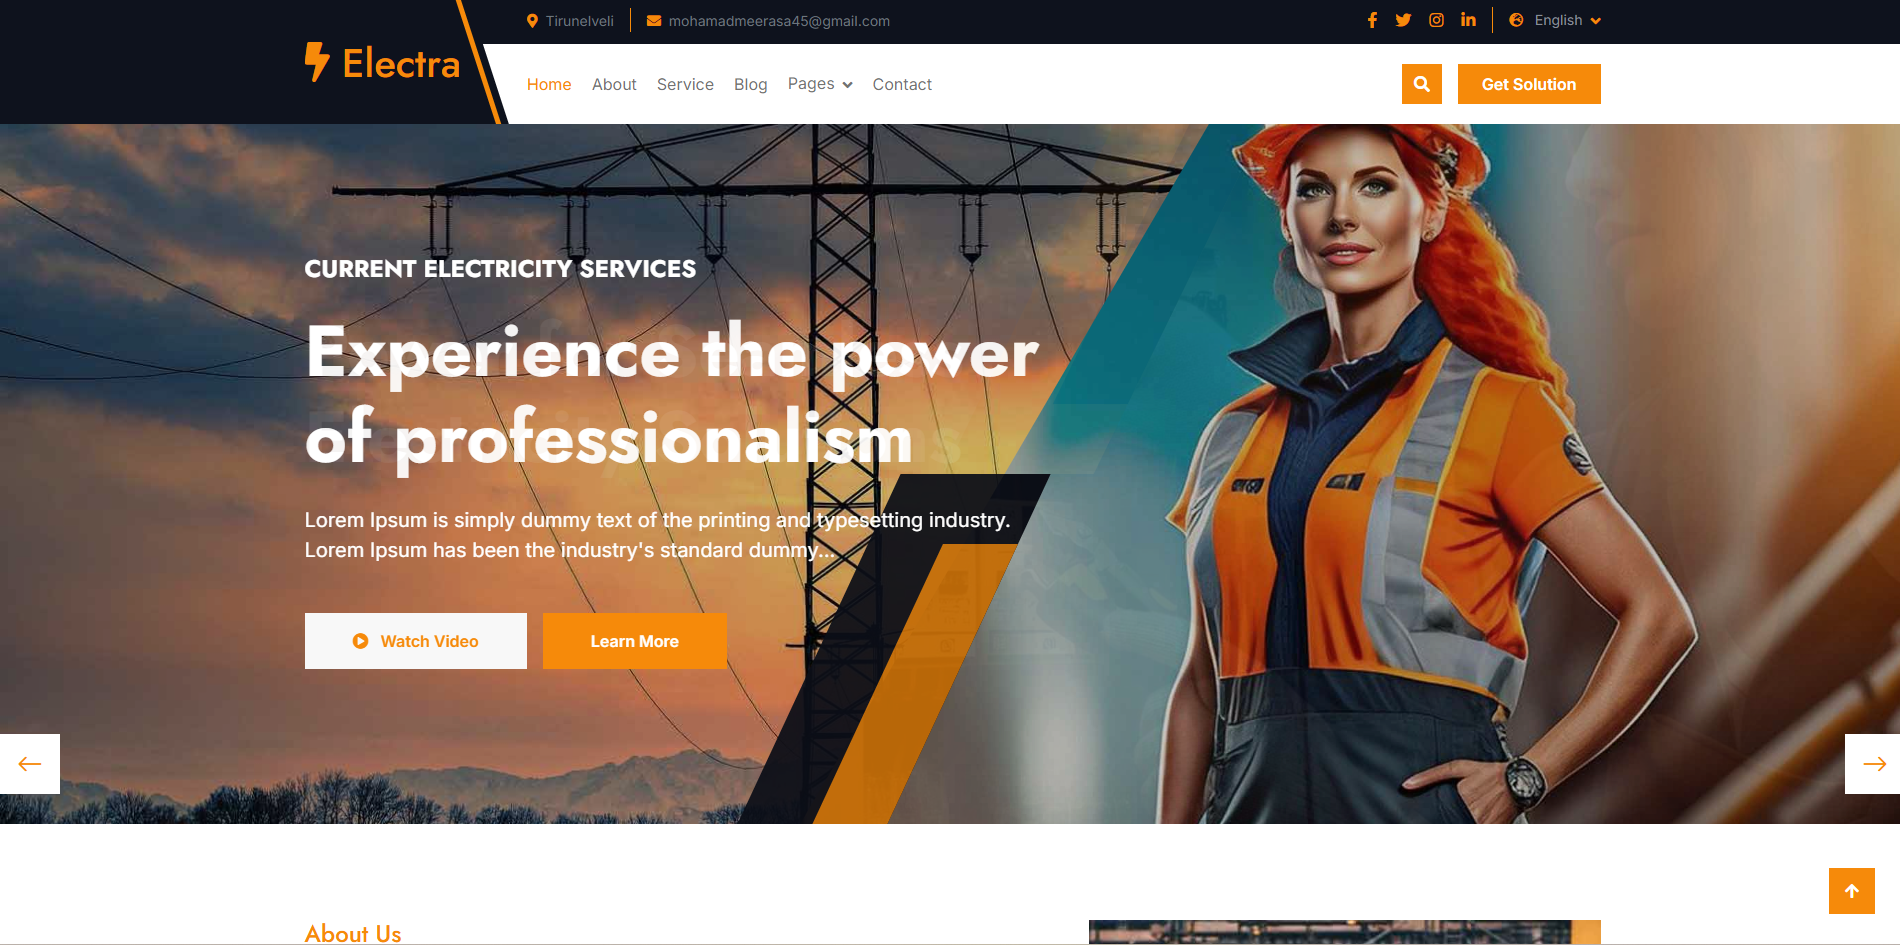 Tirunelveli
mohamadmeerasa45@gmail.com
English
Electra
Home
About
Service
Blog
Pages
Contact
Get Solution
CURRENT ELECTRICITY SERVICES
Experience the power
of professionalism
Lorem Ipsum is simply dummy text of the printing and typesetting industry.
Lorem Ipsum has been the industry's standard dummy...
Watch Video
Learn More
About Us